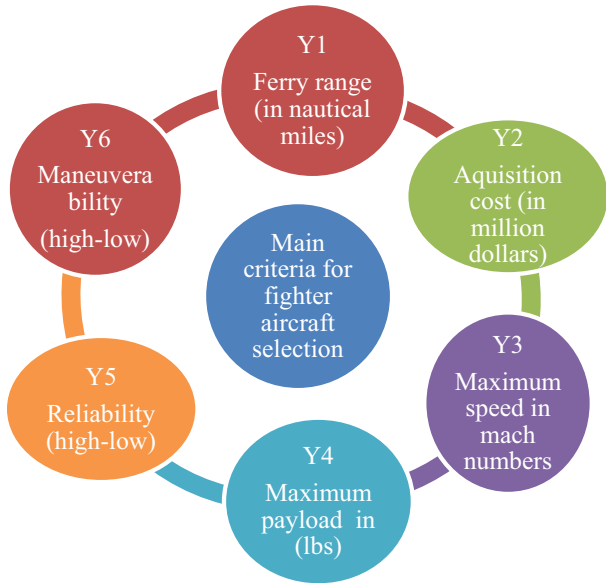 Y1
Ferry range
(in nautical
miles)
Y2
Aquisition
cost (in
million
dollars)
Y3
Maximum
speed in
mach
numbers
Y4
Maximum
payload in
(lbs)
Y5
Reliability
(high-low)
Y6
Maneuvera
bility
(high-low)
Main
criteria for
fighter
aircraft
selection